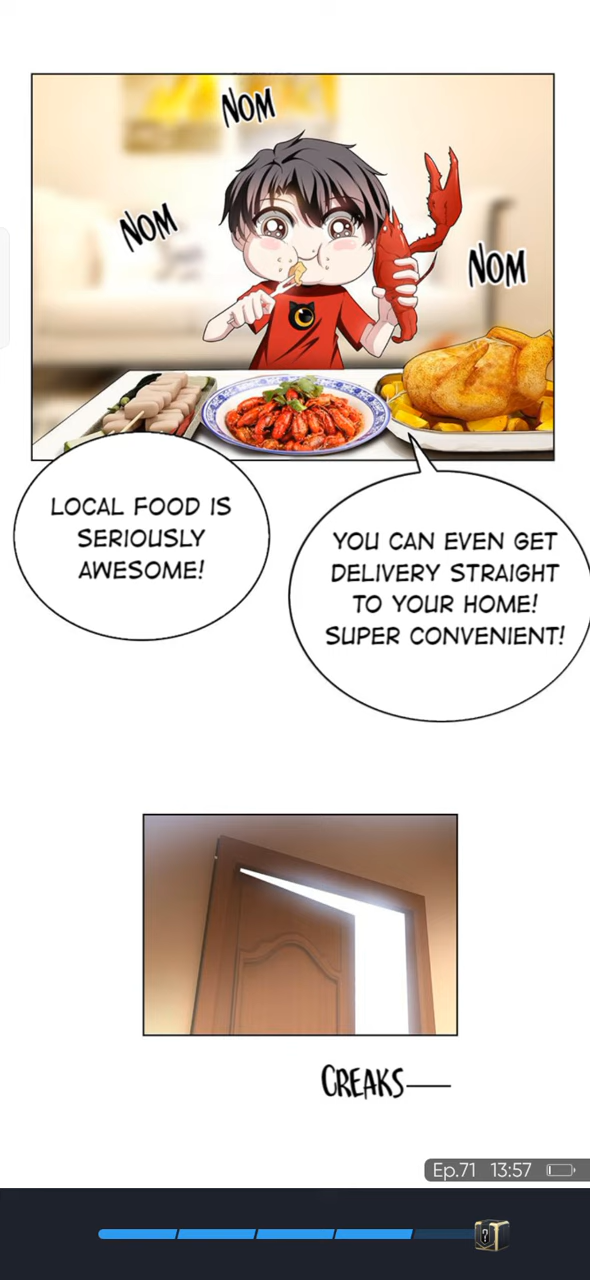 NOM
NOM
NOM
LOCAL FOOD IS
SERIOUSLY
AWESOME!
YOU CAN EVEN GET
DELIVERY STRAIGHT
TO YOUR HOME!
SUPER CONVENIENT!
CREAKS——
Ep.71 13:57
?